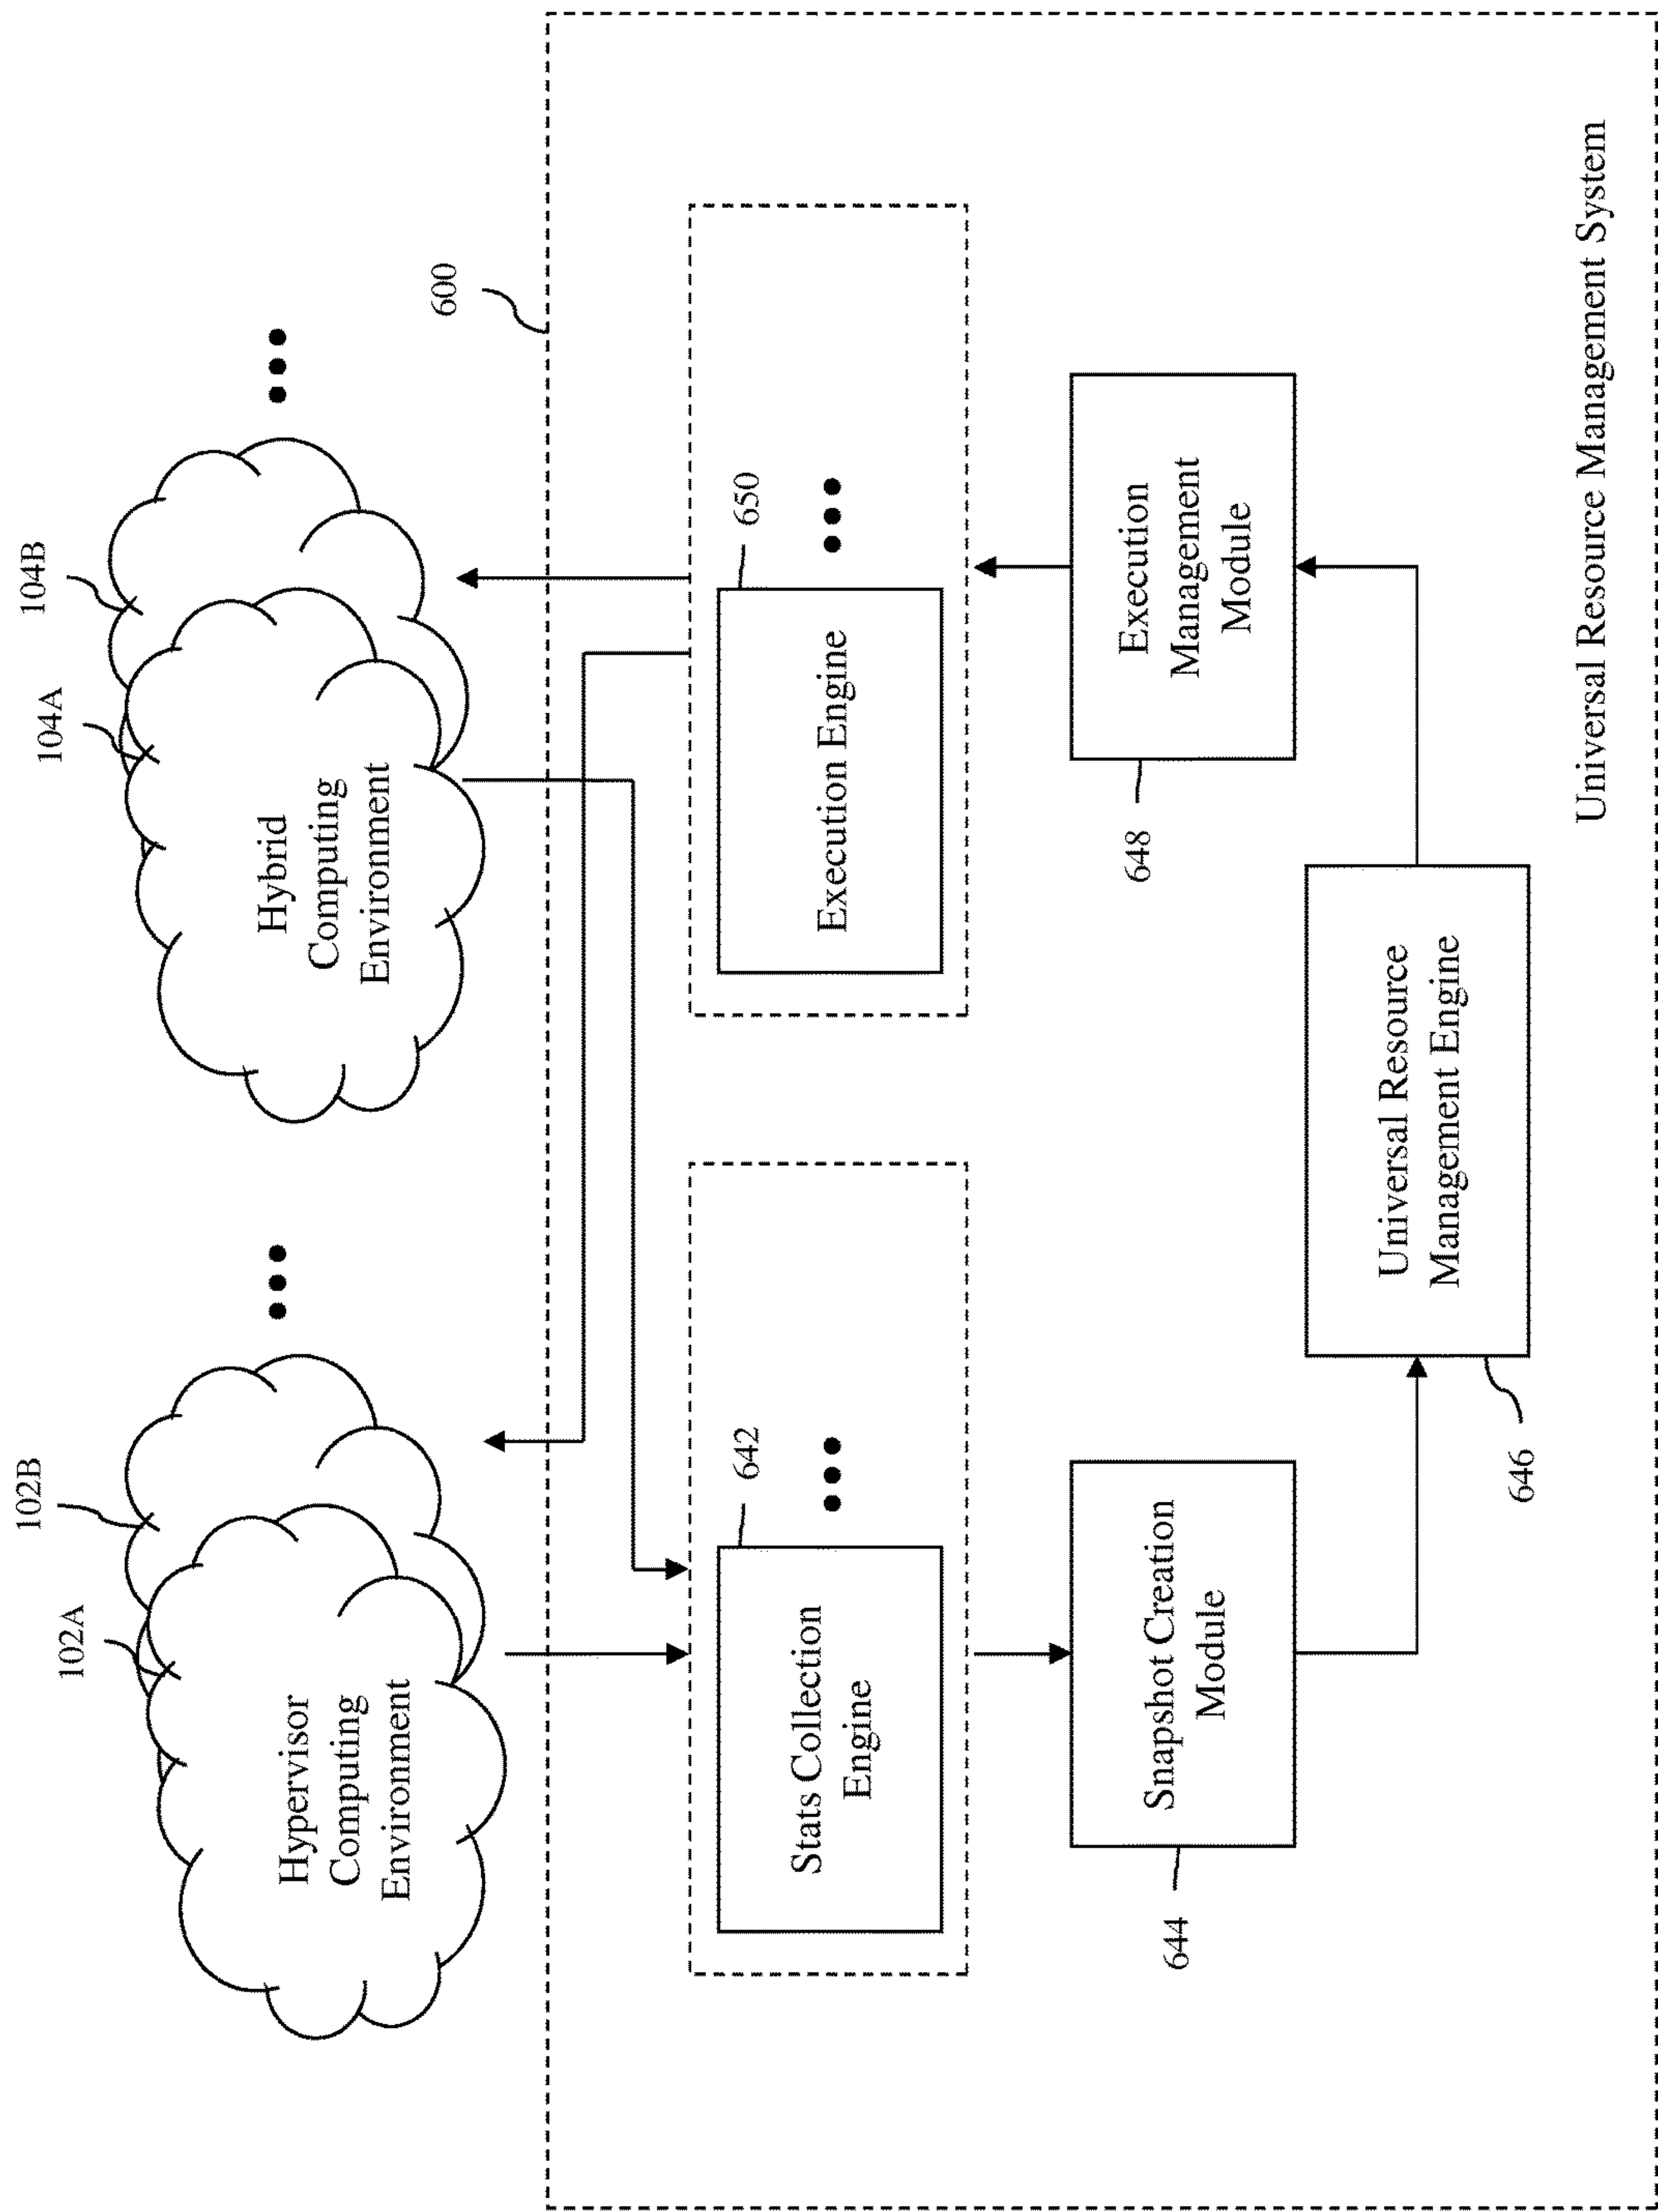 102B
102A
Hypervisor
Computing
Environment
104B
104A
Hybrid
Computing
Environment
600
642
Stats Collection
Engine
650
Execution Engine
644
Snapshot Creation
Module
648
Execution
Management
Module
646
Universal Resource
Management Engine
Universal Resource Management System